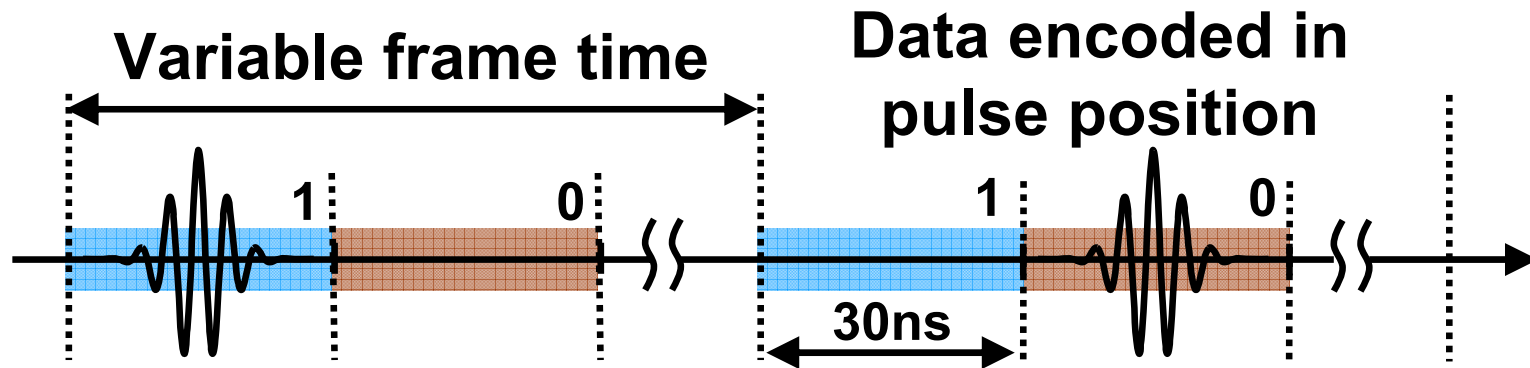 Variable frame time
Data encoded in
pulse position
1
0
1
0
30ns